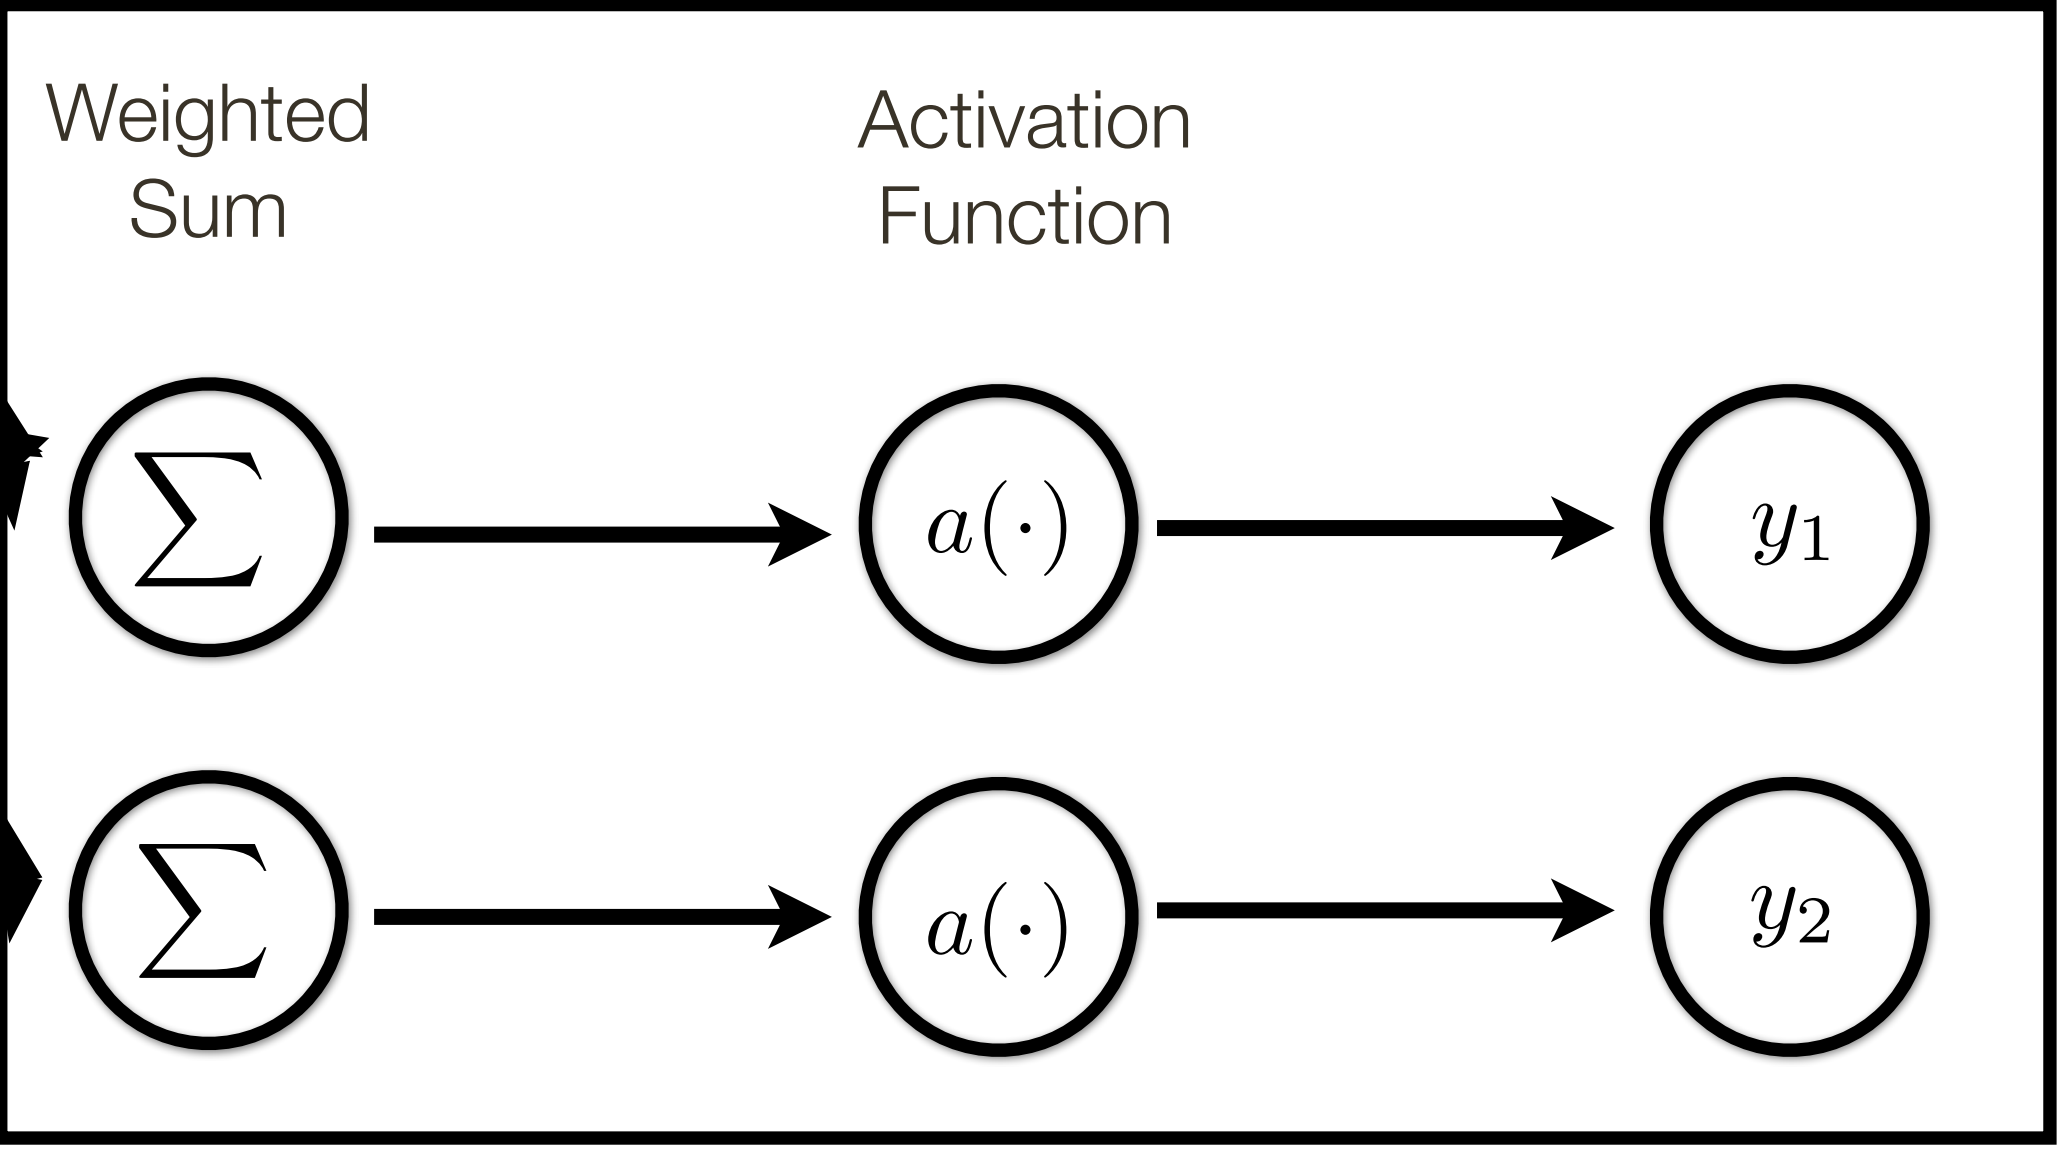 Weighted
Sum
Activation
Function
∑ a(·) y₁
∑ a(·) y₂